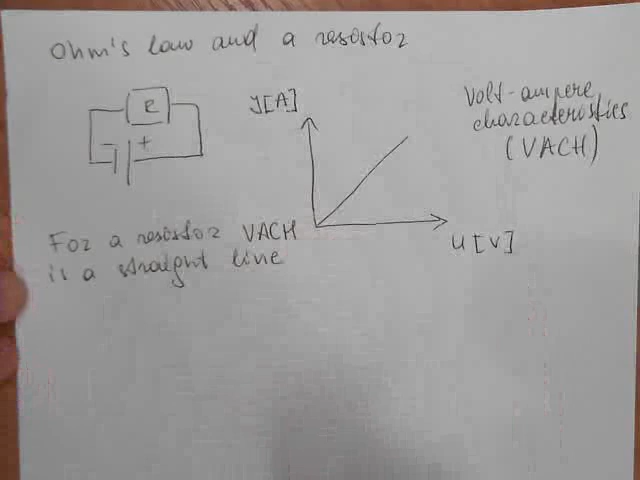 Ohm's law and a resistor
R
+
I[A]
Volt-ampere
characteristics
(VACH)
U[V]
For a resistor VACH
is a straight line